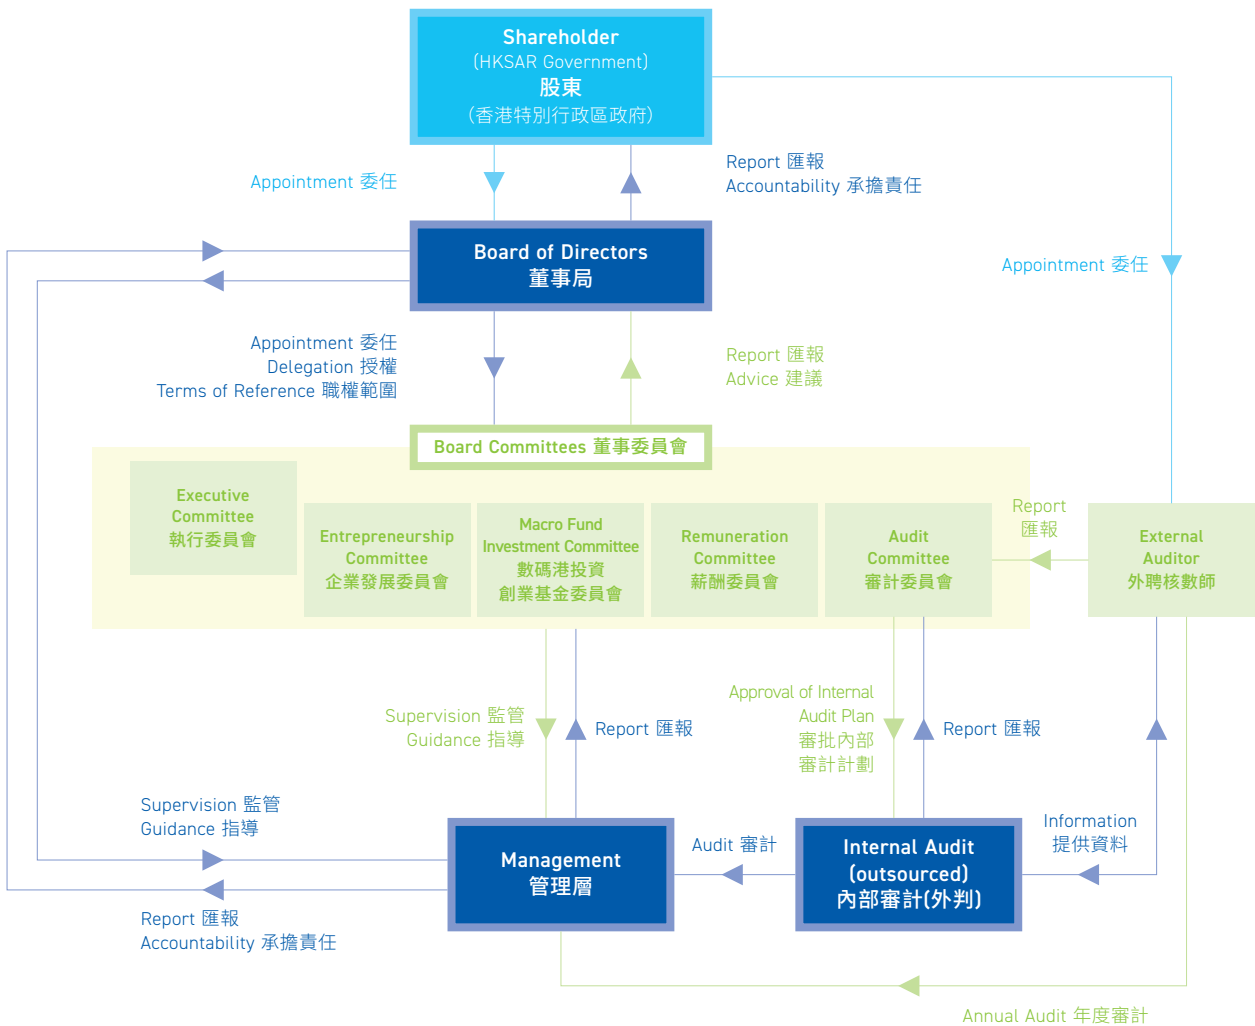 Shareholder
(HKSAR Government)
股東
(香港特別行政區政府)
Appointment 委任
Report 匯報
Accountability 承擔責任
Board of Directors
董事局
Appointment 委任
Appointment 委任
Delegation 授權
Terms of Reference 職權範圍
Report 匯報
Advice 建議
Board Committees 董事委員會
Executive
Committee
執行委員會
Entrepreneurship
Committee
企業發展委員會
Macro Fund
Investment Committee
數碼港投資
創業基金委員會
Remuneration
Committee
薪酬委員會
Audit
Committee
審計委員會
Report
匯報
External
Auditor
外聘核數師
Supervision 監管
Guidance 指導
Report 匯報
Approval of Internal
Audit Plan
審批內部
審計計劃
Report 匯報
Supervision 監管
Guidance 指導
Management
管理層
Audit 審計
Internal Audit
(outsourced)
內部審計(外判)
Information
提供資料
Report 匯報
Accountability 承擔責任
Annual Audit 年度審計